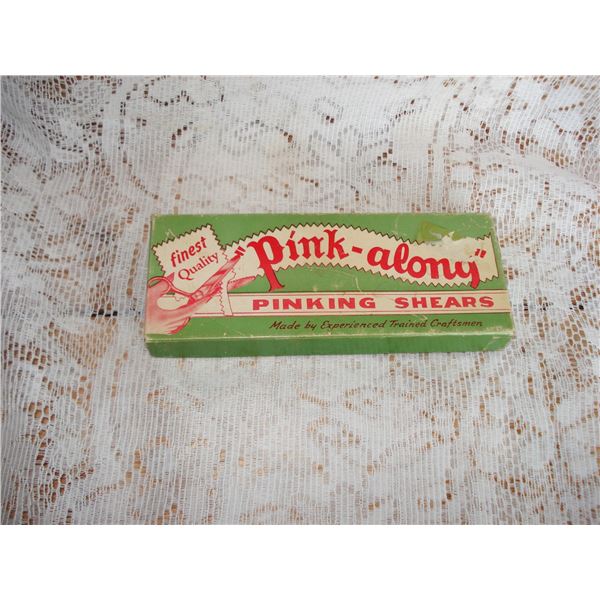 finest
Quality
"Pink-along"
PINKING SHEARS
Made by Experienced Trained Craftsmen